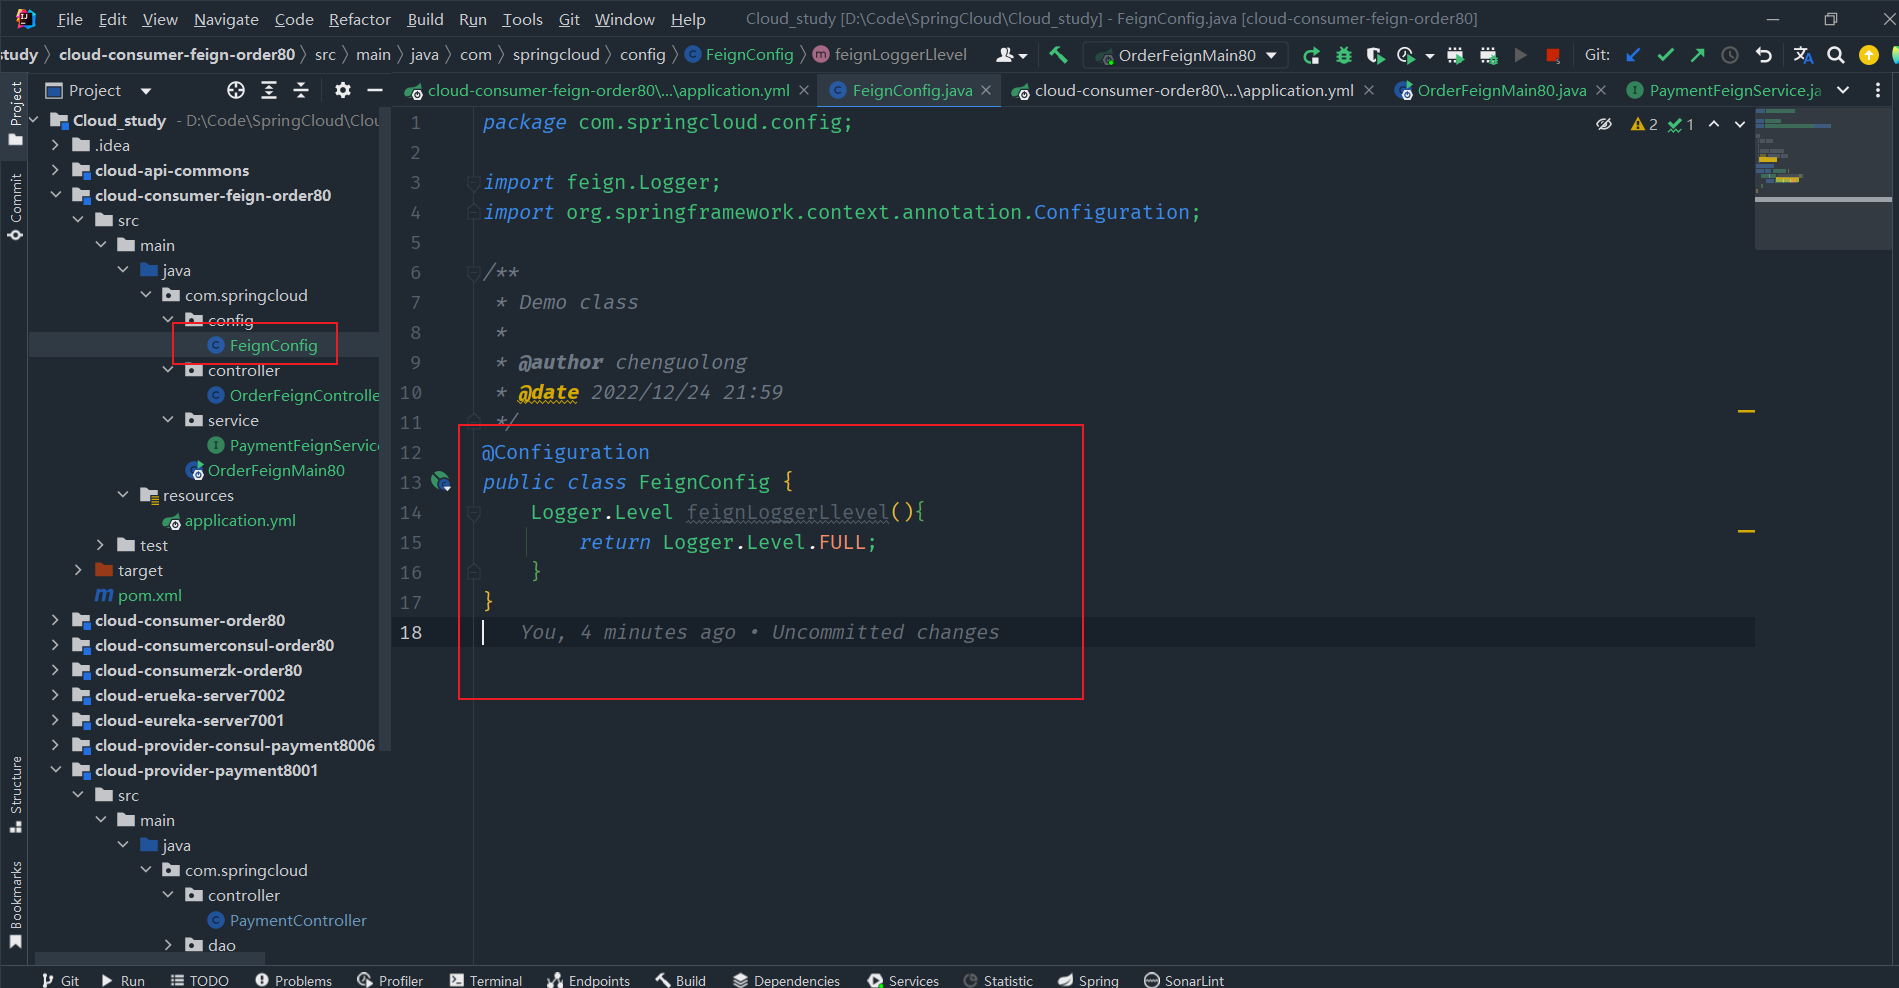 File Edit View Navigate Code Refactor Build Run Tools Git Window Help Cloud_study [D:\Code\SpringCloud\Cloud_study] - FeignConfig.java [cloud-consumer-feign-order80]
tudy cloud-consumer-feign-order80 src main java com springcloud config FeignConfig feignLoggerLlevel OrderFeignMain80 Git:
Project cloud-consumer-feign-order80\...\application.yml FeignConfig.java cloud-consumer-order80\...\application.yml OrderFeignMain80.java PaymentFeignService.ja
Project
Commit
Structure
Bookmarks
Cloud_study - D:\Code\SpringCloud\Clou
.idea
cloud-api-commons
cloud-consumer-feign-order80
src
main
java
com.springcloud
config
FeignConfig
controller
OrderFeignControlle
service
PaymentFeignServic
OrderFeignMain80
resources
application.yml
test
target
pom.xml
cloud-consumer-order80
cloud-consumerconsul-order80
cloud-consumerzk-order80
cloud-erueka-server7002
cloud-eureka-server7001
cloud-provider-consul-payment8006
cloud-provider-payment8001
src
main
java
com.springcloud
controller
PaymentController
dao
2 1
1 package com.springcloud.config;
2
3 import feign.Logger;
4 import org.springframework.context.annotation.Configuration;
5
6 /**
7 * Demo class
8 *
9 * @author chenguolong
10 * @date 2022/12/24 21:59
11 */
12 @Configuration
13 public class FeignConfig {
14 Logger.Level feignLoggerLlevel(){
15 return Logger.Level.FULL;
16 }
17 }
18 You, 4 minutes ago • Uncommitted changes
Git Run TODO Problems Profiler Terminal Endpoints Build Dependencies Services Statistic Spring SonarLint